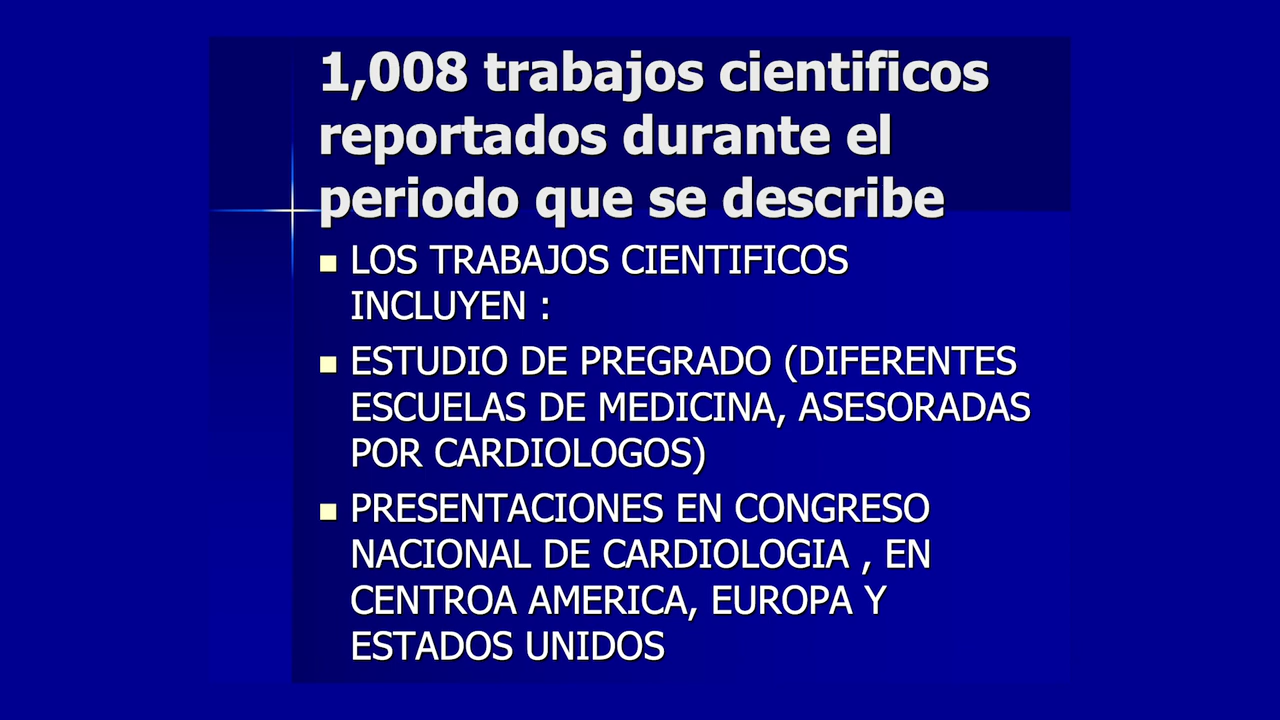 1,008 trabajos cientificos
reportados durante el
periodo que se describe
LOS TRABAJOS CIENTIFICOS
INCLUYEN :
ESTUDIO DE PREGRADO (DIFERENTES
ESCUELAS DE MEDICINA, ASESORADAS
POR CARDIOLOGOS)
PRESENTACIONES EN CONGRESO
NACIONAL DE CARDIOLOGIA , EN
CENTROA AMERICA, EUROPA Y
ESTADOS UNIDOS